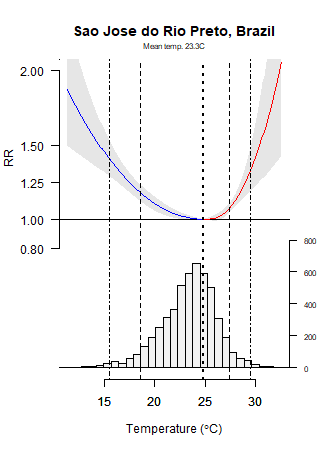 Sao Jose do Rio Preto, Brazil
Mean temp. 23.3C
2.00
1.50
1.25
1.00
0.80
RR
800
600
400
200
0
15 20 25 30
Temperature (°C)